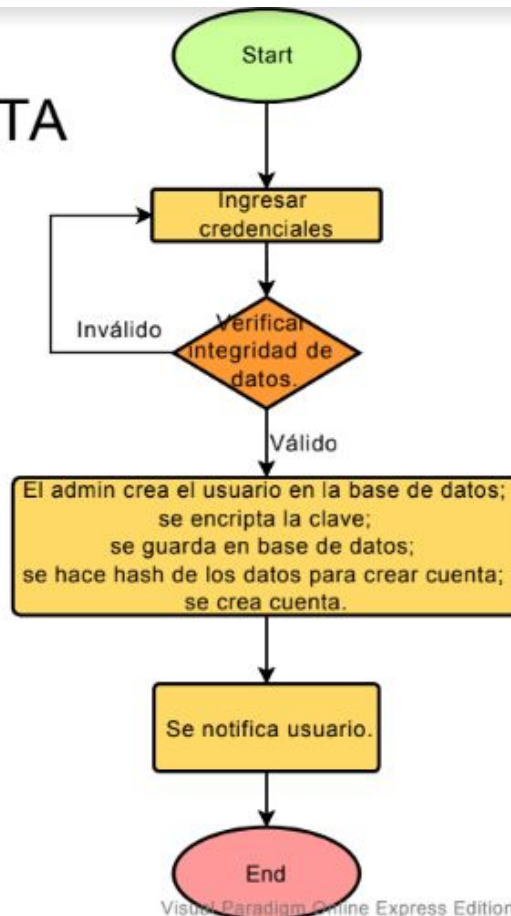 Start
TA
Ingresar
credenciales
Inválido
Verificar
integridad de
datos.
Válido
El admin crea el usuario en la base de datos;
se encripta la clave;
se guarda en base de datos;
se hace hash de los datos para crear cuenta;
se crea cuenta.
Se notifica usuario.
End
Visual Paradigm Online Express Edition